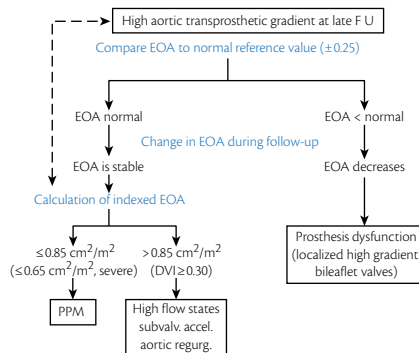 High aortic transprosthetic gradient at late F U
Compare EOA to normal reference value (±0.25)
EOA normal
EOA < normal
Change in EOA during follow-up
EOA is stable
EOA decreases
Calculation of indexed EOA
≤0.85 cm²/m²
(≤0.65 cm²/m², severe)
>0.85 cm²/m²
(DVI≥0.30)
Prosthesis dysfunction
(localized high gradient
bileaflet valves)
PPM
High flow states
subvalv. accel.
aortic regurg.